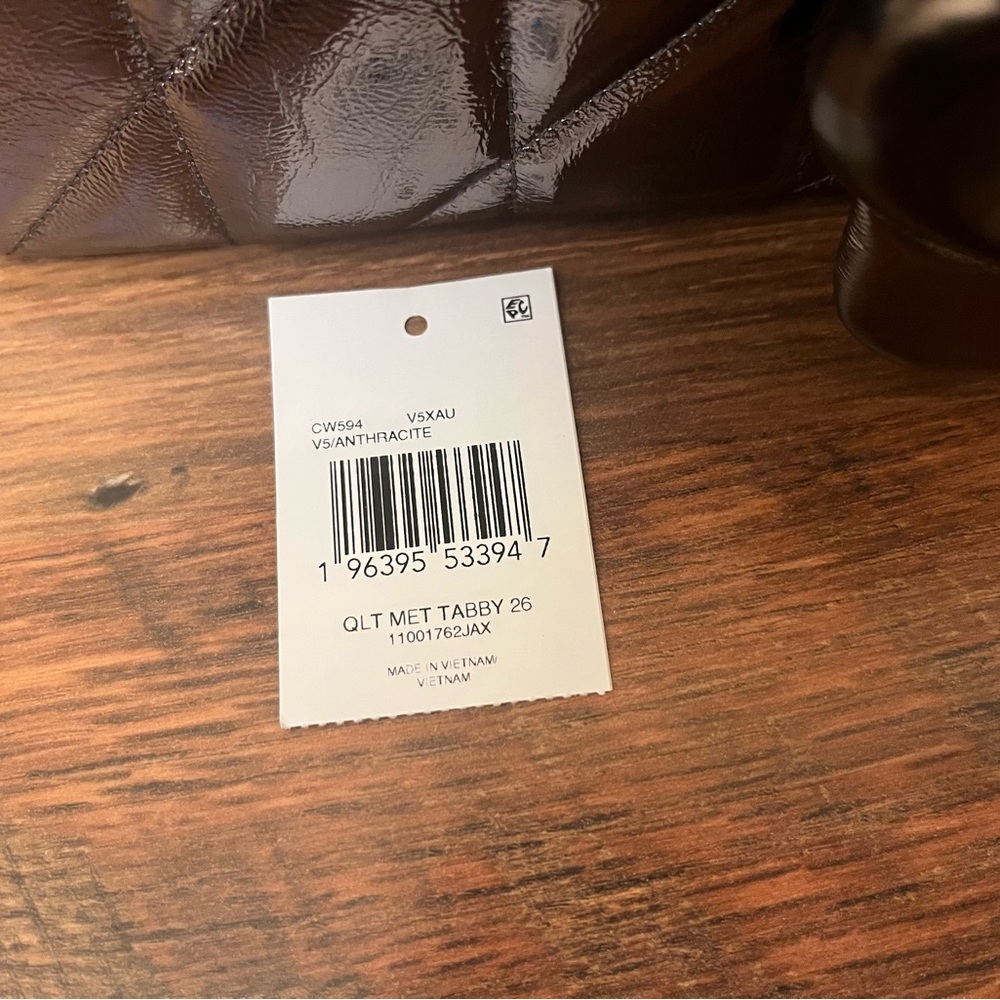 CW594 V5XAU
V5/ANTHRACITE
1 96395 53394 7
QLT MET TABBY 26
11001762JAX
MADE IN VIETNAM/
VIETNAM